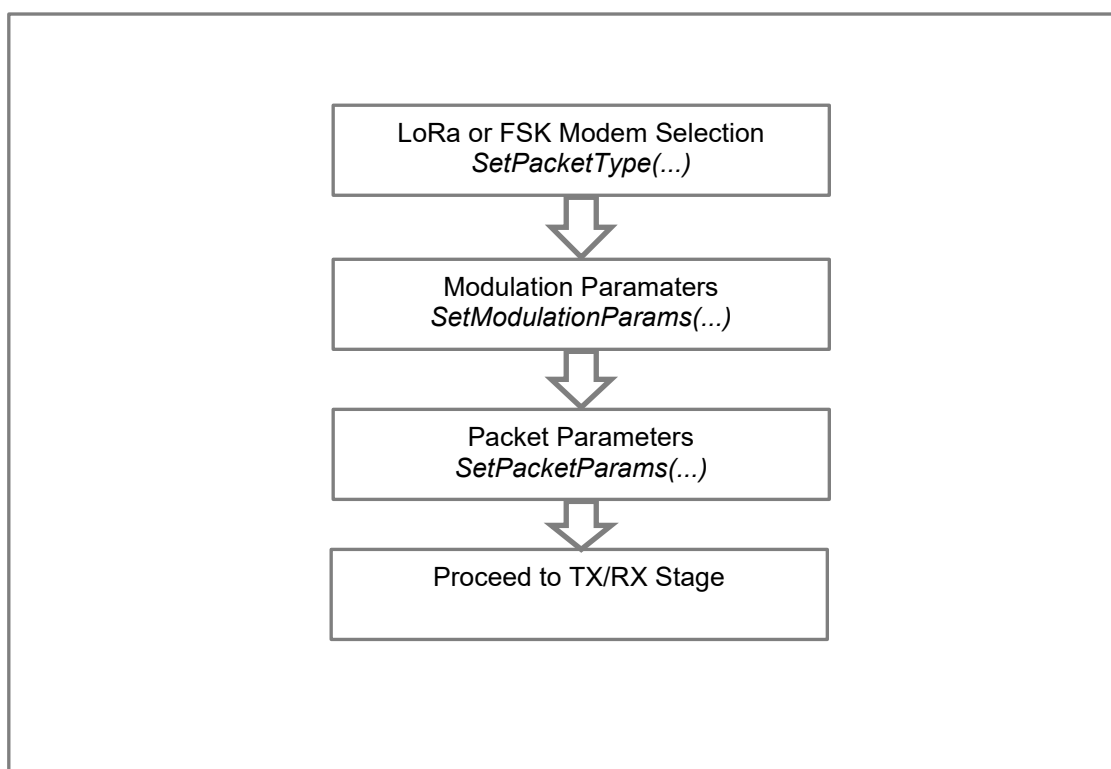 LoRa or FSK Modem Selection
SetPacketType(...)
Modulation Paramaters
SetModulationParams(...)
Packet Parameters
SetPacketParams(...)
Proceed to TX/RX Stage